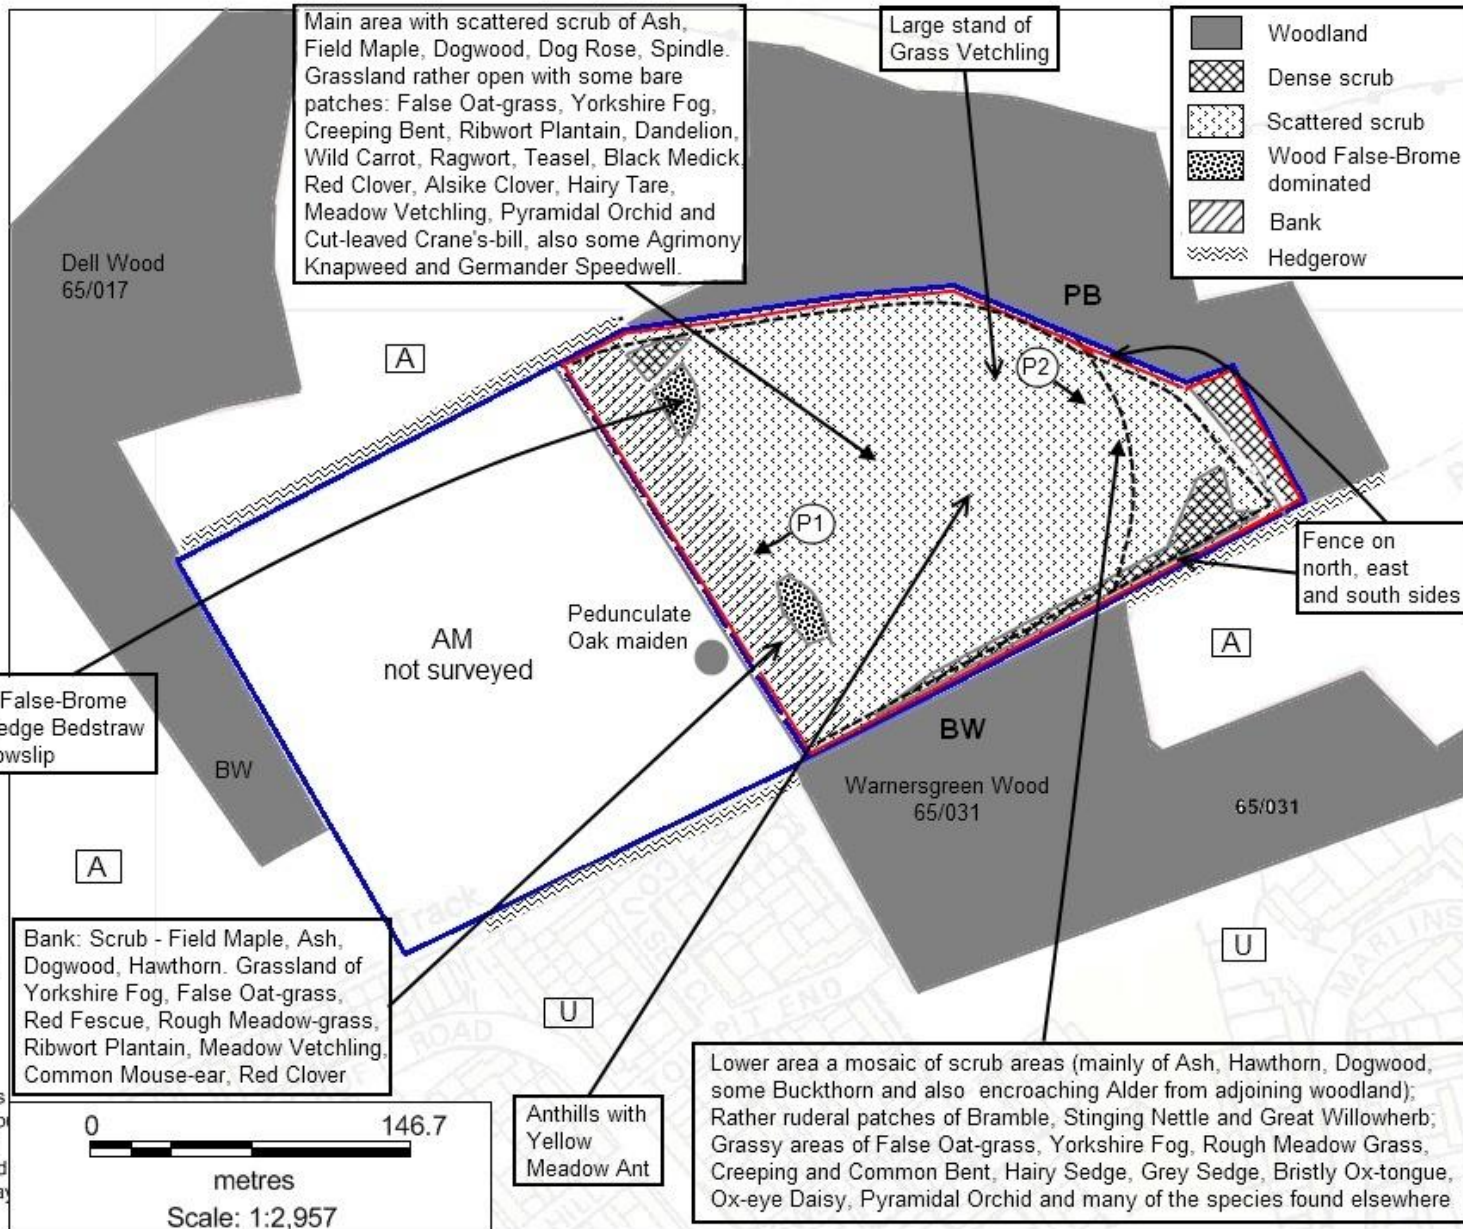 Main area with scattered scrub of Ash,
Field Maple, Dogwood, Dog Rose, Spindle.
Grassland rather open with some bare
patches: False Oat-grass, Yorkshire Fog,
Creeping Bent, Ribwort Plantain, Dandelion,
Wild Carrot, Ragwort, Teasel, Black Medick,
Red Clover, Alsike Clover, Hairy Tare,
Meadow Vetchling, Pyramidal Orchid and
Cut-leaved Crane's-bill, also some Agrimony
Knapweed and Germander Speedwell.
Large stand of
Grass Vetchling
Woodland
Dense scrub
Scattered scrub
Wood False-Brome
dominated
Bank
Hedgerow
Dell Wood
65/017
PB
A
P2
P1
Fence on
north, east
and south sides
Pedunculate
Oak maiden
AM
not surveyed
A
False-Brome
edge Bedstraw
owslip
BW
BW
Warnersgreen Wood
65/031
65/031
A
Track
Bank: Scrub - Field Maple, Ash,
Dogwood, Hawthorn. Grassland of
Yorkshire Fog, False Oat-grass,
Red Fescue, Rough Meadow-grass,
Ribwort Plantain, Meadow Vetchling,
Common Mouse-ear, Red Clover
U
U
ROAD
PIT END
MARLINS
Anthills with
Yellow
Meadow Ant
Lower area a mosaic of scrub areas (mainly of Ash, Hawthorn, Dogwood,
some Buckthorn and also encroaching Alder from adjoining woodland);
Rather ruderal patches of Bramble, Stinging Nettle and Great Willowherb;
Grassy areas of False Oat-grass, Yorkshire Fog, Rough Meadow Grass,
Creeping and Common Bent, Hairy Sedge, Grey Sedge, Bristly Ox-tongue,
Ox-eye Daisy, Pyramidal Orchid and many of the species found elsewhere
0 146.7
metres
Scale: 1:2,957